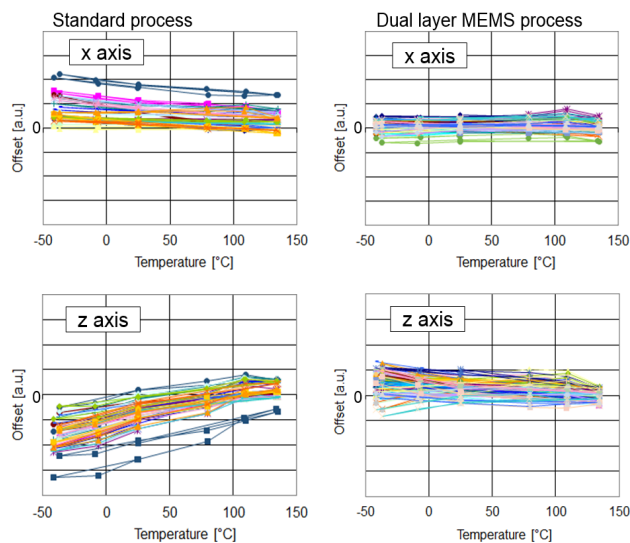 Standard process
Dual layer MEMS process
x axis
x axis
Offset [a.u.]
0
Offset [a.u.]
0
-50 0 50 100 150
-50 0 50 100 150
Temperature [°C]
Temperature [°C]
z axis
z axis
Offset [a.u.]
0
Offset [a.u.]
0
-50 0 50 100 150
-50 0 50 100 150
Temperature [°C]
Temperature [°C]